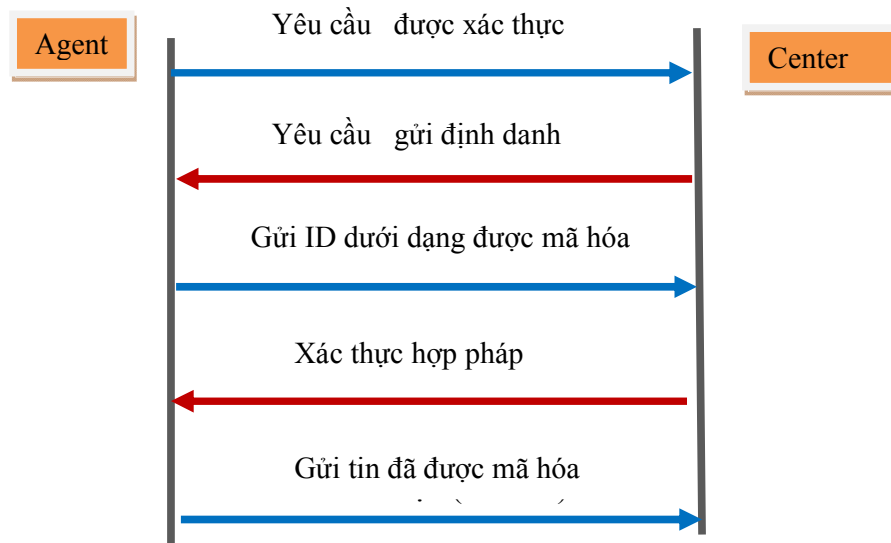 Agent
Yêu cầu được xác thực
Center
Yêu cầu gửi định danh
Gửi ID dưới dạng được mã hóa
Xác thực hợp pháp
Gửi tin đã được mã hóa